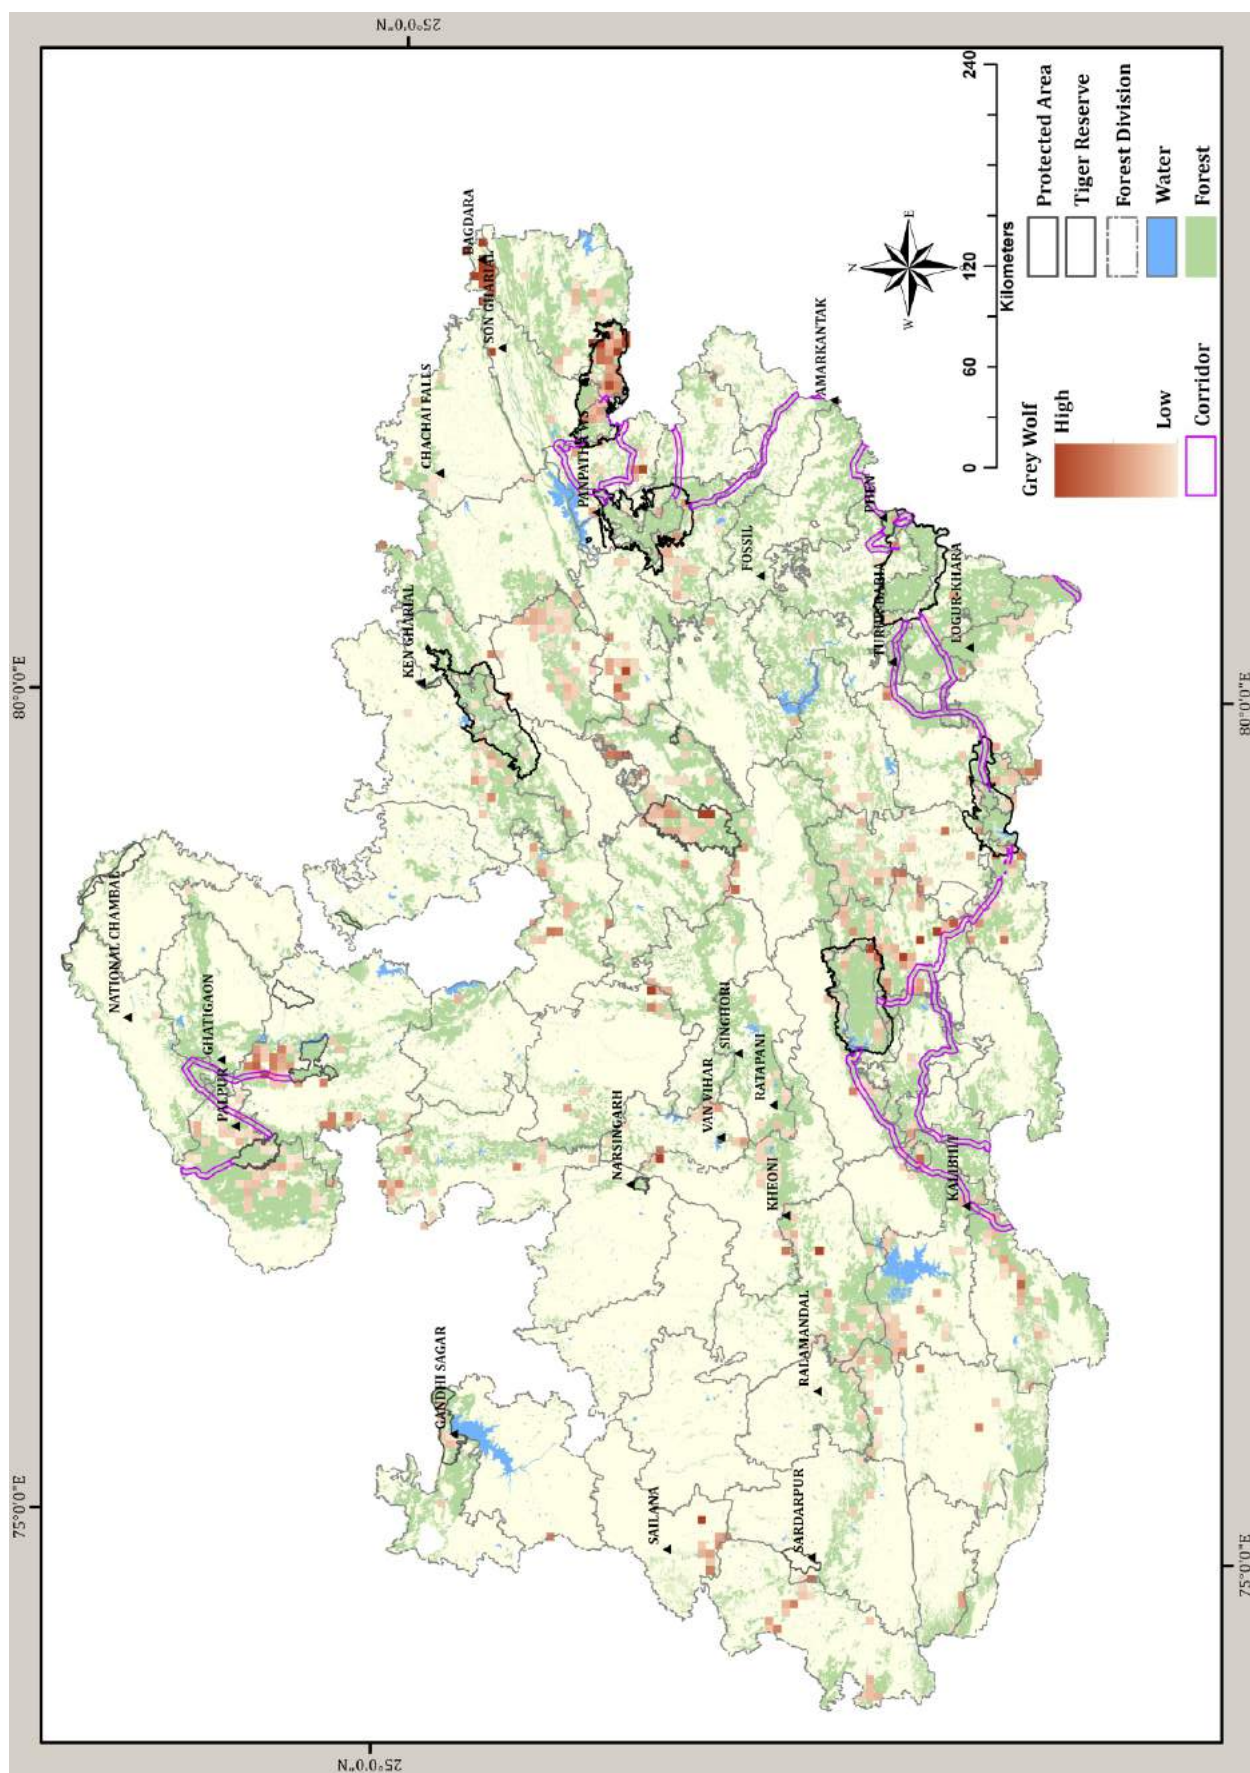 75°0'0"E
80°0'0"E
25°0'0"N
25°0'0"N
NATIONAL CHAMBAL
GHATIGAON
PALPUR
KEN GHARIAL
CHACHAI FALLS
GANDHI SAGAR
BAGDARA
SON GHARIAL
NARSINGARH
SAILANA
VAN VIHAR
SINGHORI
FOSSIL
RATAPANI
KHEONI
SARDARPUR
RALAMANDAL
AMARKANTAK
PHEN
KALIBHIT
LOGUR-KHARA
N
W
E
0
60
120
240
Kilometers
Grey Wolf
High
Low
Corridor
Protected Area
Tiger Reserve
Forest Division
Water
Forest
75°0'0"E
80°0'0"E